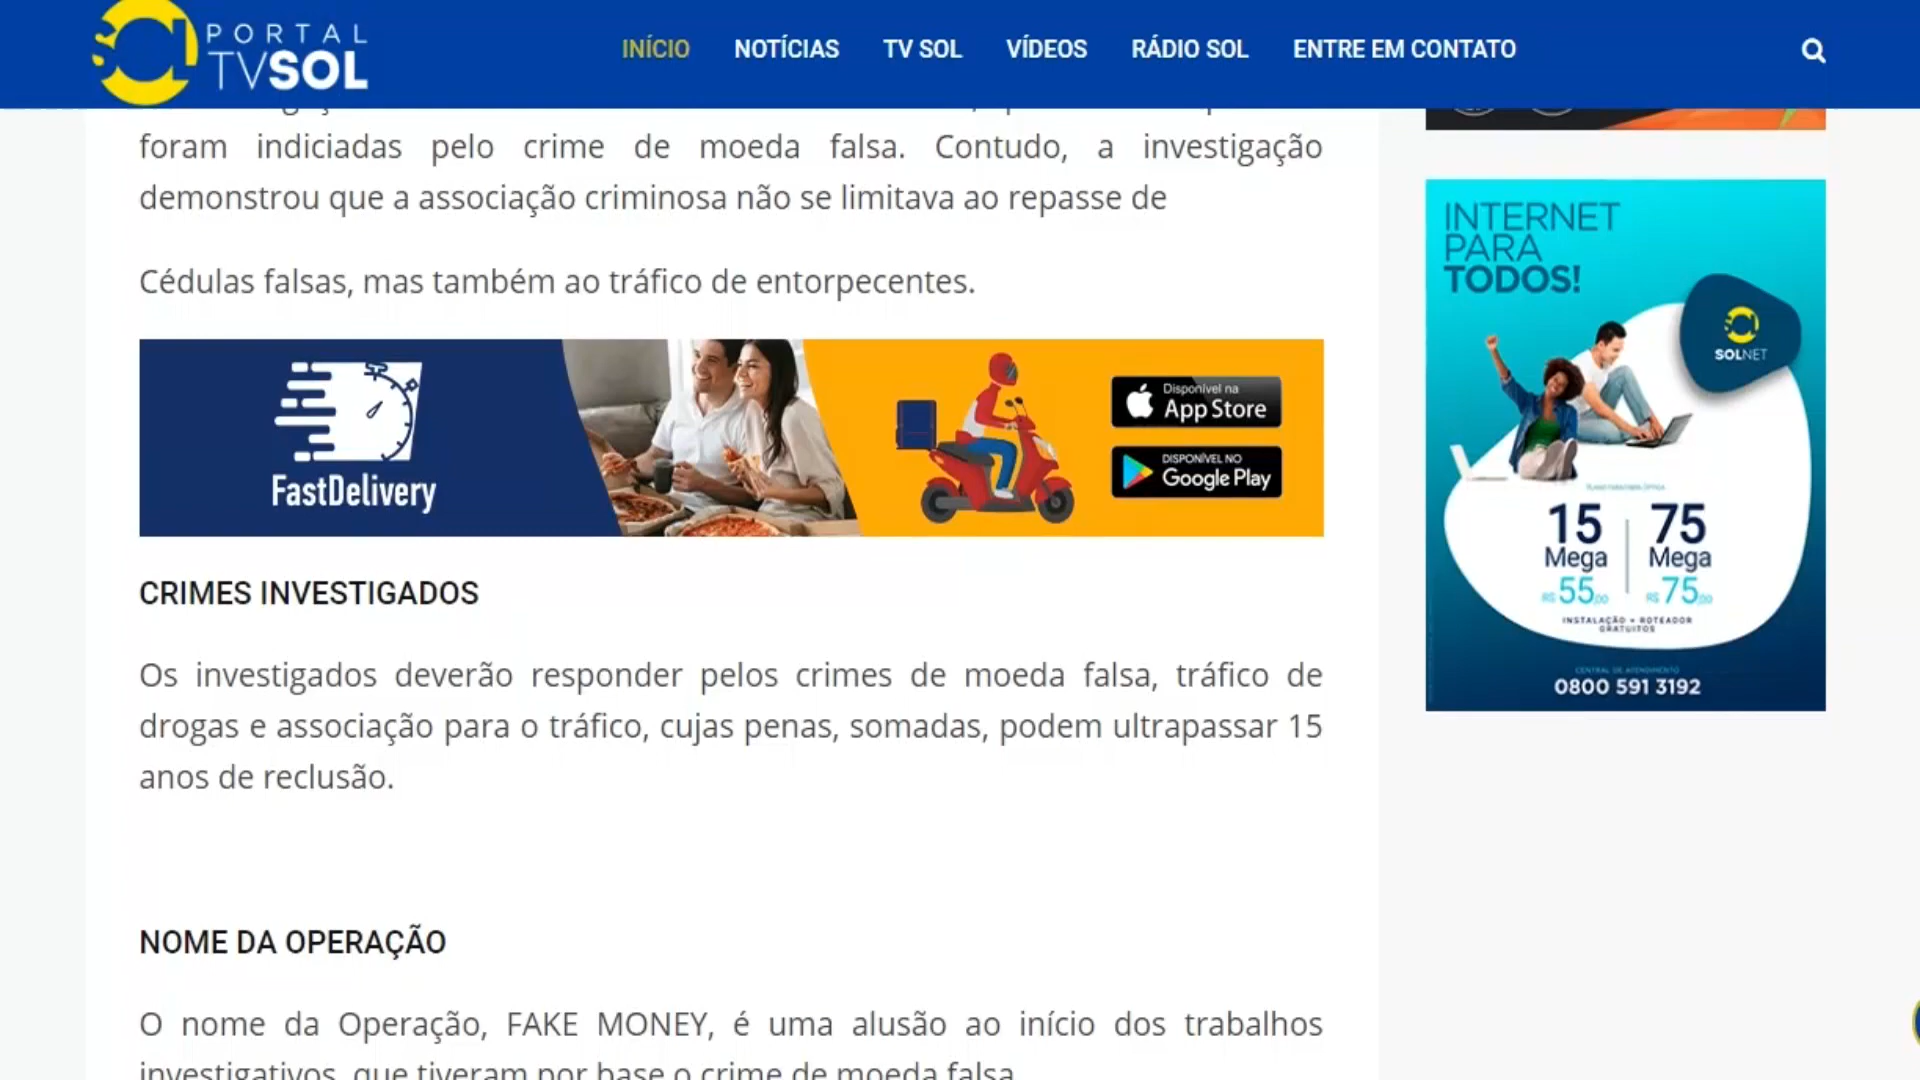 PORTAL
TVSOL
INÍCIO
NOTÍCIAS
TV SOL
VÍDEOS
RÁDIO SOL
ENTRE EM CONTATO
foram indiciadas pelo crime de moeda falsa. Contudo, a investigação
demonstrou que a associação criminosa não se limitava ao repasse de
Cédulas falsas, mas também ao tráfico de entorpecentes.
FastDelivery
Disponível na
App Store
DISPONÍVEL NO
Google Play
CRIMES INVESTIGADOS
Os investigados deverão responder pelos crimes de moeda falsa, tráfico de
drogas e associação para o tráfico, cujas penas, somadas, podem ultrapassar 15
anos de reclusão.
NOME DA OPERAÇÃO
O nome da Operação, FAKE MONEY, é uma alusão ao início dos trabalhos
investigativos, que tiveram por base o crime de moeda falsa
INTERNET
PARA
TODOS!
SOLNET
15 75
Mega Mega
R$ 55,00 R$ 75,00
INSTALAÇÃO + ROTEADOR
GRATUITOS
CENTRAL DE ATENDIMENTO
0800 591 3192